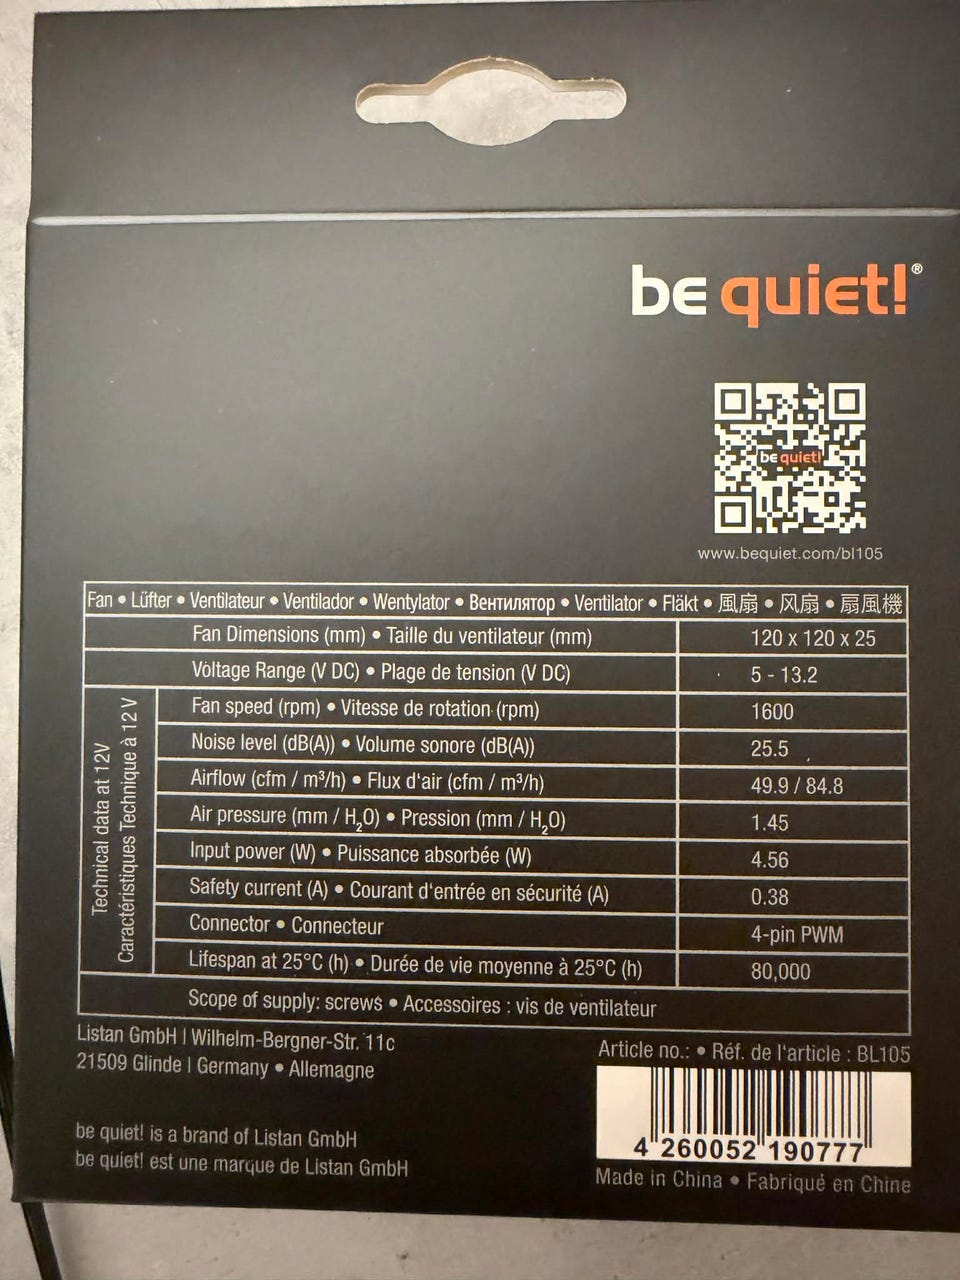 be quiet!®
be quiet!
www.bequiet.com/bl105
Fan • Lüfter • Ventilateur • Ventilador • Wentylator • Вентилятор • Ventilator • Fläkt • 風扇 • 风扇 • 扇風機
Fan Dimensions (mm) • Taille du ventilateur (mm) 120 x 120 x 25
Voltage Range (V DC) • Plage de tension (V DC) 5 - 13.2
Technical data at 12V
Caractéristiques Technique à 12 V
Fan speed (rpm) • Vitesse de rotation (rpm) 1600
Noise level (dB(A)) • Volume sonore (dB(A)) 25.5
Airflow (cfm / m³/h) • Flux d'air (cfm / m³/h) 49.9 / 84.8
Air pressure (mm / H₂O) • Pression (mm / H₂O) 1.45
Input power (W) • Puissance absorbée (W) 4.56
Safety current (A) • Courant d'entrée en sécurité (A) 0.38
Connector • Connecteur 4-pin PWM
Lifespan at 25°C (h) • Durée de vie moyenne à 25°C (h) 80,000
Scope of supply: screws • Accessoires : vis de ventilateur
Listan GmbH | Wilhelm-Bergner-Str. 11c
21509 Glinde | Germany • Allemagne
be quiet! is a brand of Listan GmbH
be quiet! est une marque de Listan GmbH
Article no.: • Réf. de l'article : BL105
4 260052 190777
Made in China • Fabriqué en Chine